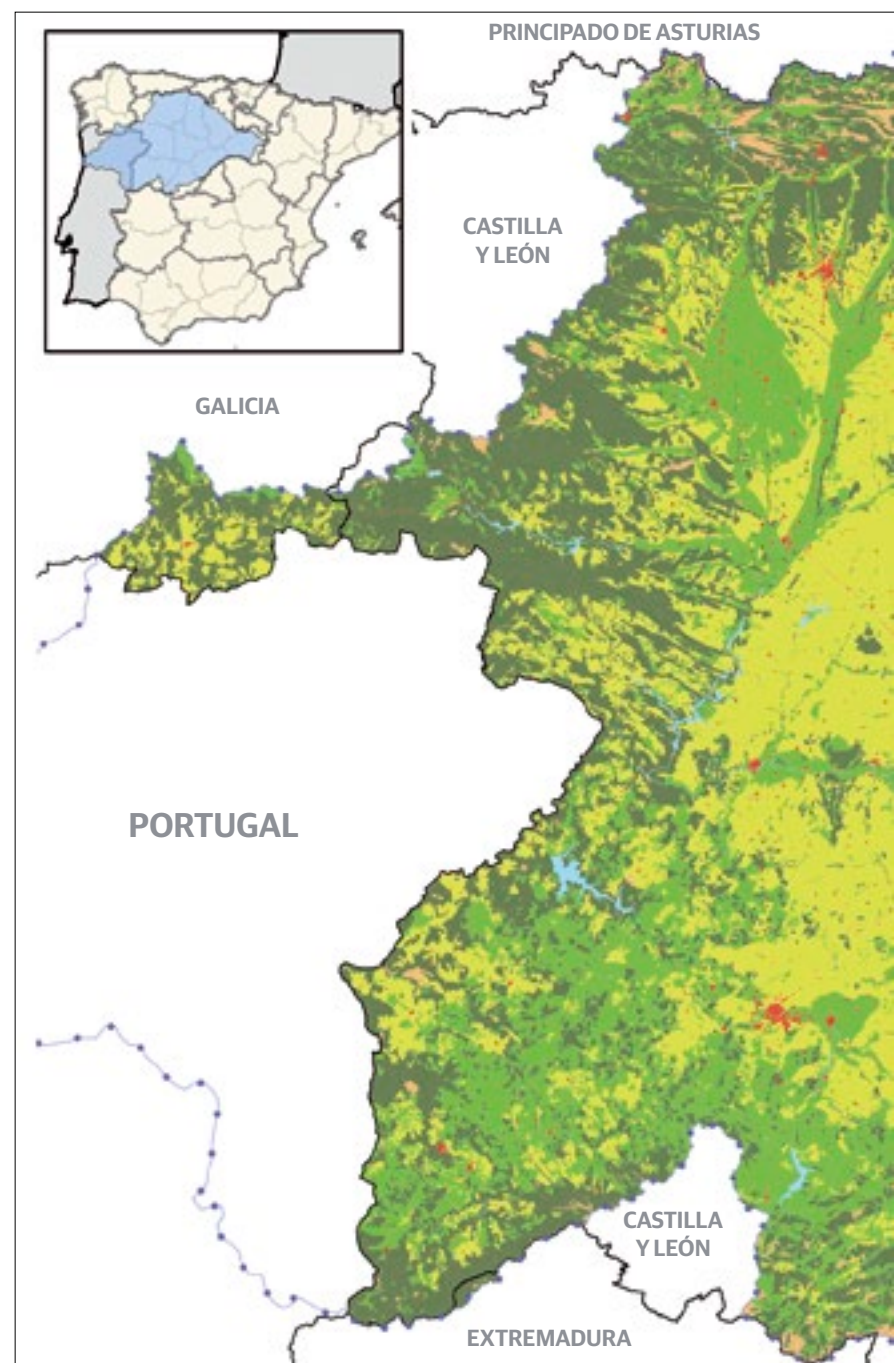 PRINCIPADO DE ASTURIAS
CASTILLA
Y LEÓN
GALICIA
PORTUGAL
CASTILLA
Y LEÓN
EXTREMADURA